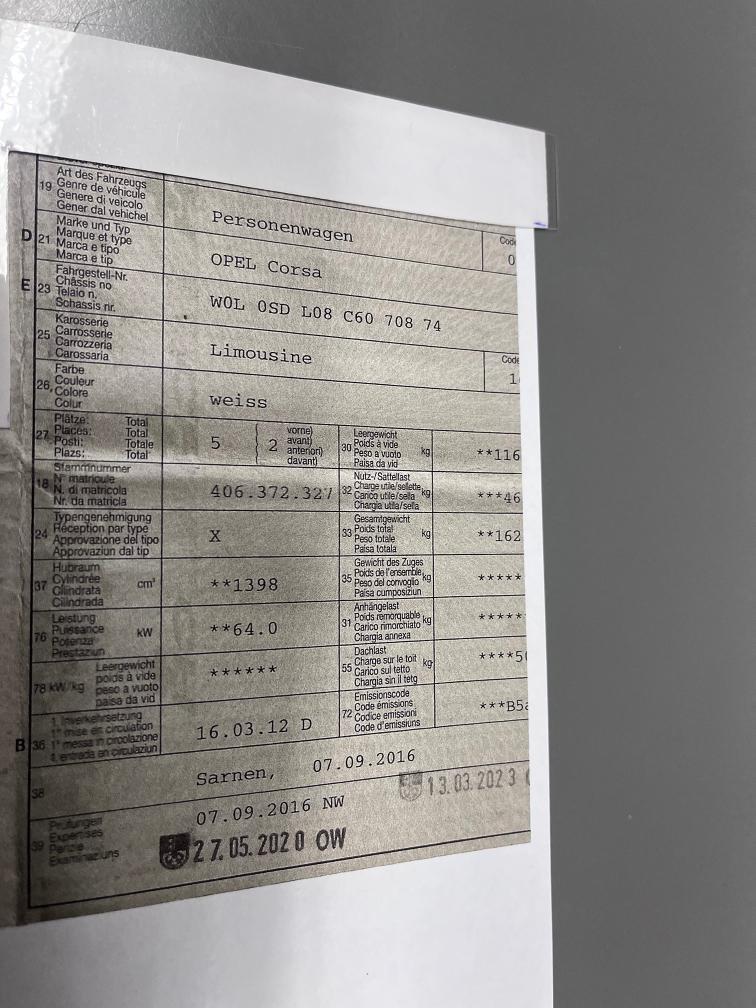 Art des Fahrzeugs
19 Genre de véhicule
Genere di veicolo
Gener dal vehichel
Personenwagen
Code
0
Marke und Typ
D 21 Marque et type
Marca e tipo
Marca e tip
OPEL Corsa
Fahrgestell-Nr.
E 23 Châssis no
Telaio n.
Schassis nr.
W0L 0SD L08 C60 708 74
Karosserie
25 Carrosserie
Carrozzeria
Carossaria
Limousine
Code
1
Farbe
26 Couleur
Colore
Colur
weiss
Plätze: Total
27 Places: Total
Posti: Totale
Plazs: Total
5
2
vorne)
avant)
anteriori)
davant)
Leergewicht
30 Poids à vide kg
Peso a vuoto
Paisa da vid
**116
Stammnummer
18 N° matricule
N. di matricola
Nr. da matricla
406.372.327
Nutz-/Sattellast
32 Charge utile/sellette kg
Carico utile/sella
Chargia utila/sella
***46
Typengenehmigung
24 Réception par type
Approvazione del tipo
Approvaziun dal tip
X
Gesamtgewicht
33 Poids total kg
Peso totale
Paisa totala
**162
Hubraum
37 Cylindrée cm³
Cilindrata
Cilindrada
**1398
Gewicht des Zuges
35 Poids de l'ensemble kg
Peso del convoglio
Paisa cumposiziun
*****
Leistung
76 Puissance kW
Potenza
Prestaziun
**64.0
Anhängelast
31 Poids remorquable kg
Carico rimorchiato
Chargia annexa
*****
Leergewicht
78 kW/kg poids à vide
peso a vuoto
paisa da vid
******
Dachlast
55 Charge sur le toit kg
Carico sul tetto
Chargia sin il tetg
****5
1. Inverkehrsetzung
B 36 1re mise en circulation
1a messa in circolazione
1. entrada en circulaziun
16.03.12 D
Emissionscode
72 Code émissions
Codice emissioni
Code d'emissiuns
***B5a
38
Sarnen, 07.09.2016
Prüfungen
39 Expertises
Perizie
Examinaziuns
07.09.2016 NW
13.03.2023
27.05.2020 OW